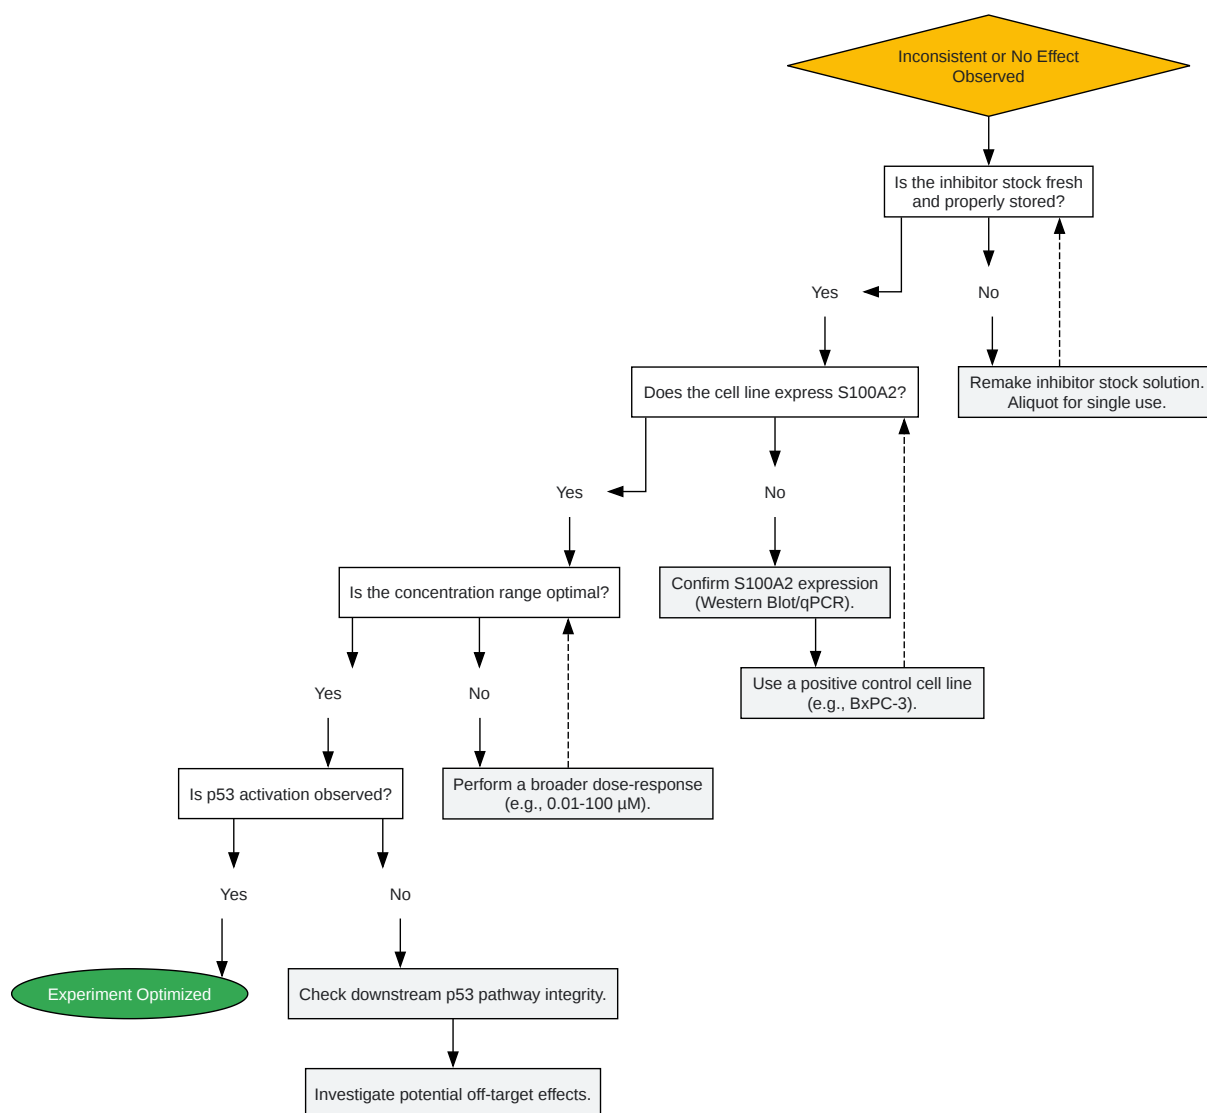 Inconsistent or No Effect
Observed
Is the inhibitor stock fresh
and properly stored?
Yes
No
Does the cell line express S100A2?
Remake inhibitor stock solution.
Aliquot for single use.
Yes
No
Is the concentration range optimal?
Confirm S100A2 expression
(Western Blot/qPCR).
Use a positive control cell line
(e.g., BxPC-3).
Yes
No
Is p53 activation observed?
Perform a broader dose-response
(e.g., 0.01-100 µM).
Yes
No
Experiment Optimized
Check downstream p53 pathway integrity.
Investigate potential off-target effects.